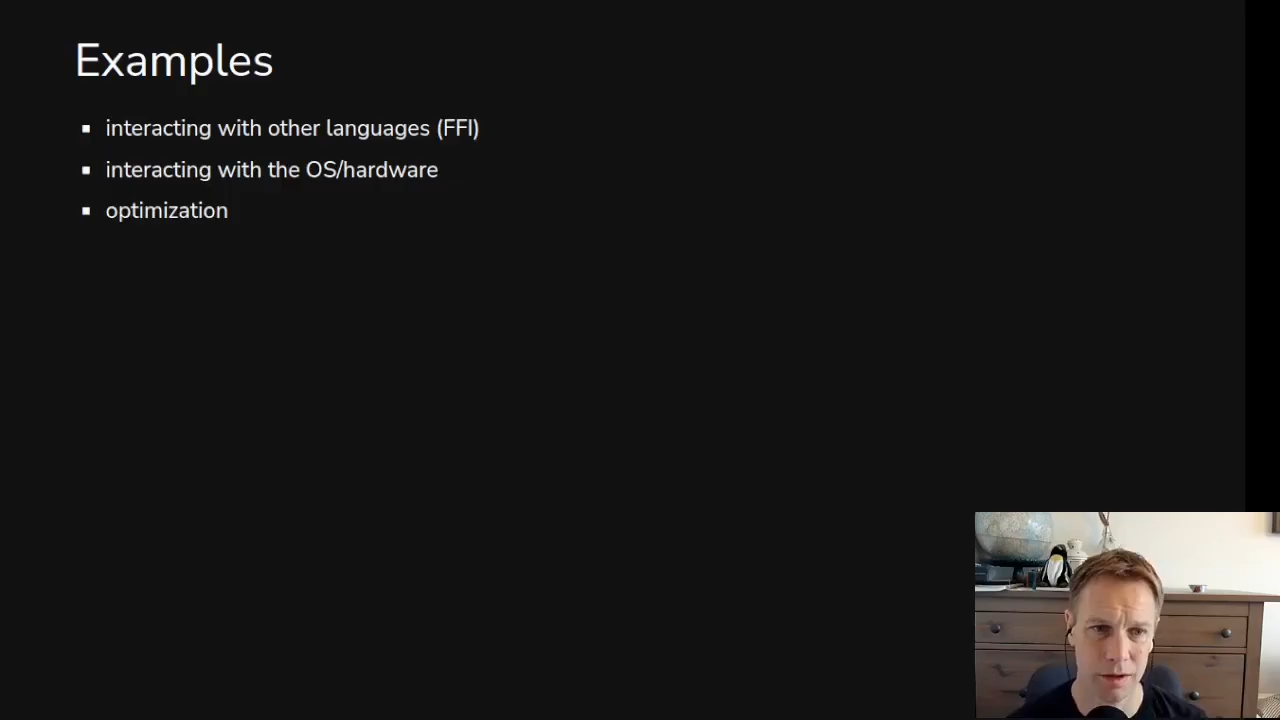 Examples
interacting with other languages (FFI)
interacting with the OS/hardware
optimization